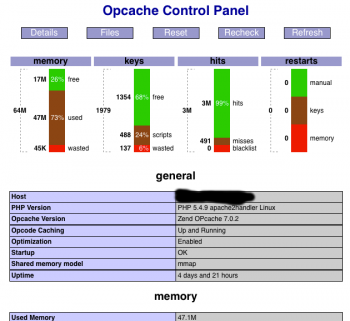 Opcache Control Panel
Details Files Reset Recheck Refresh
memory keys hits restarts
17M 26% free
64M
47M 73% used
45K wasted
1354 68% free
1979
488 24% scripts
137 6% wasted
3M 99% hits
3M
491 misses
0 blacklist
0 manual
0
0 keys
0 memory
general
Host
PHP Version PHP 5.4.9 apache2handler Linux
Opcache Version Zend OPcache 7.0.2
Opcode Caching Up and Running
Optimization Enabled
Startup OK
Shared memory model mmap
Uptime 4 days and 21 hours
memory
Used Memory 47.1M